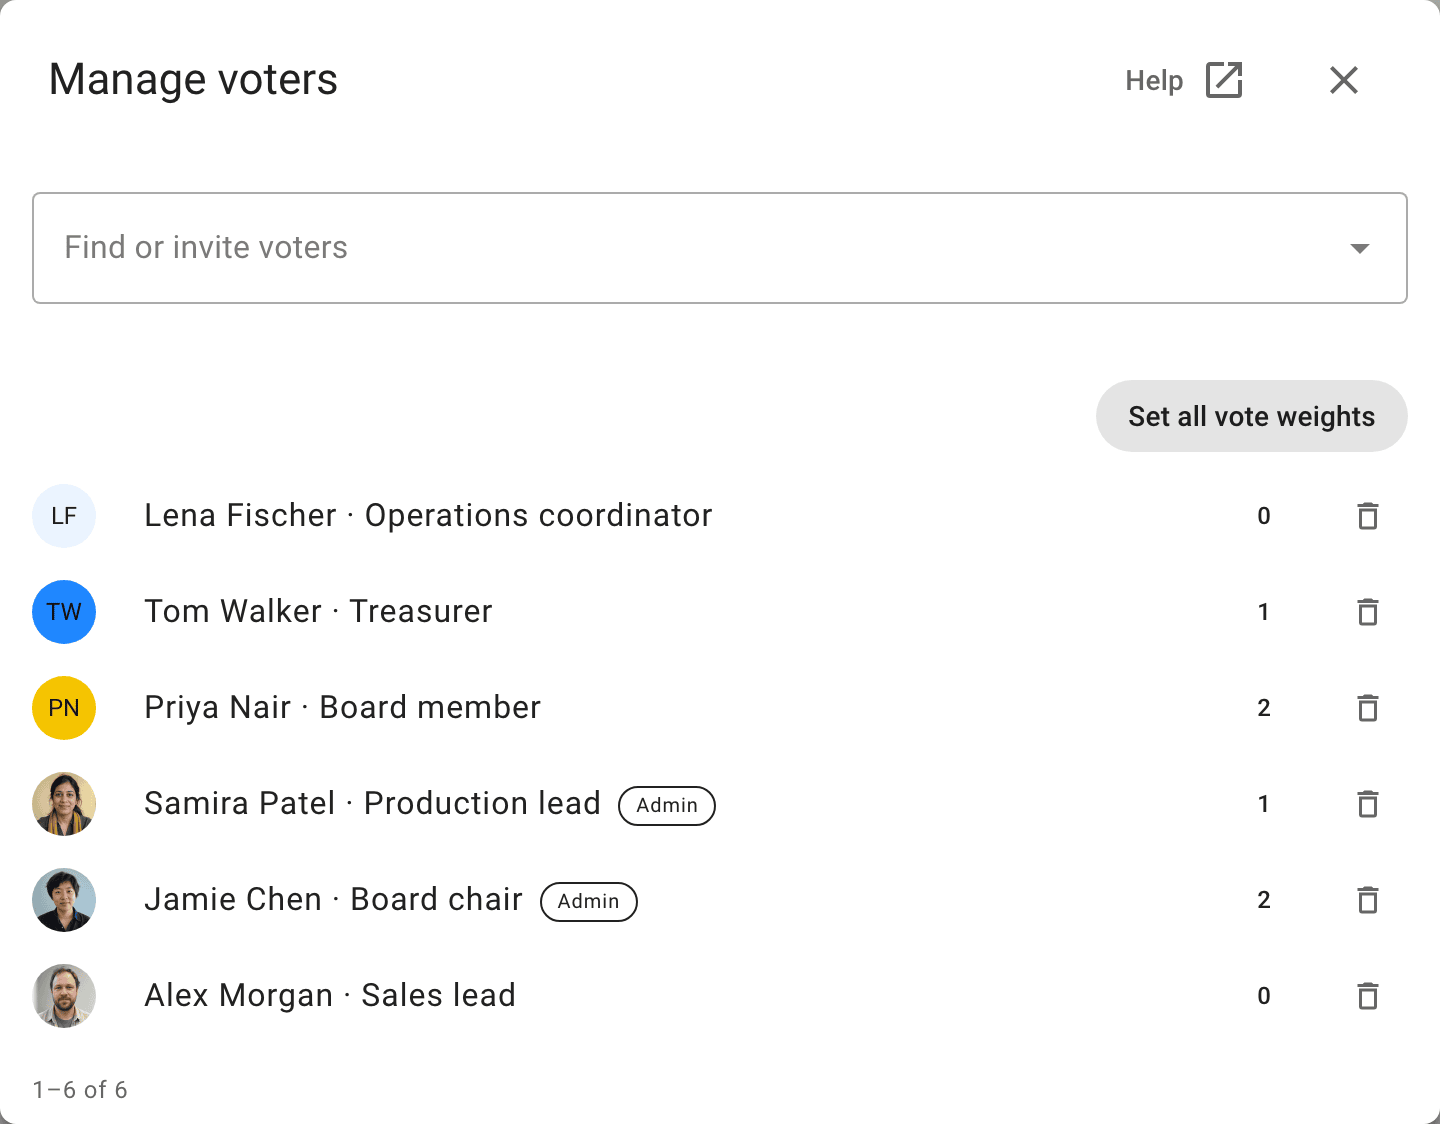 Manage voters
Help
Find or invite voters
Set all vote weights
LF Lena Fischer · Operations coordinator 0
TW Tom Walker · Treasurer 1
PN Priya Nair · Board member 2
Samira Patel · Production lead Admin 1
Jamie Chen · Board chair Admin 2
Alex Morgan · Sales lead 0
1–6 of 6